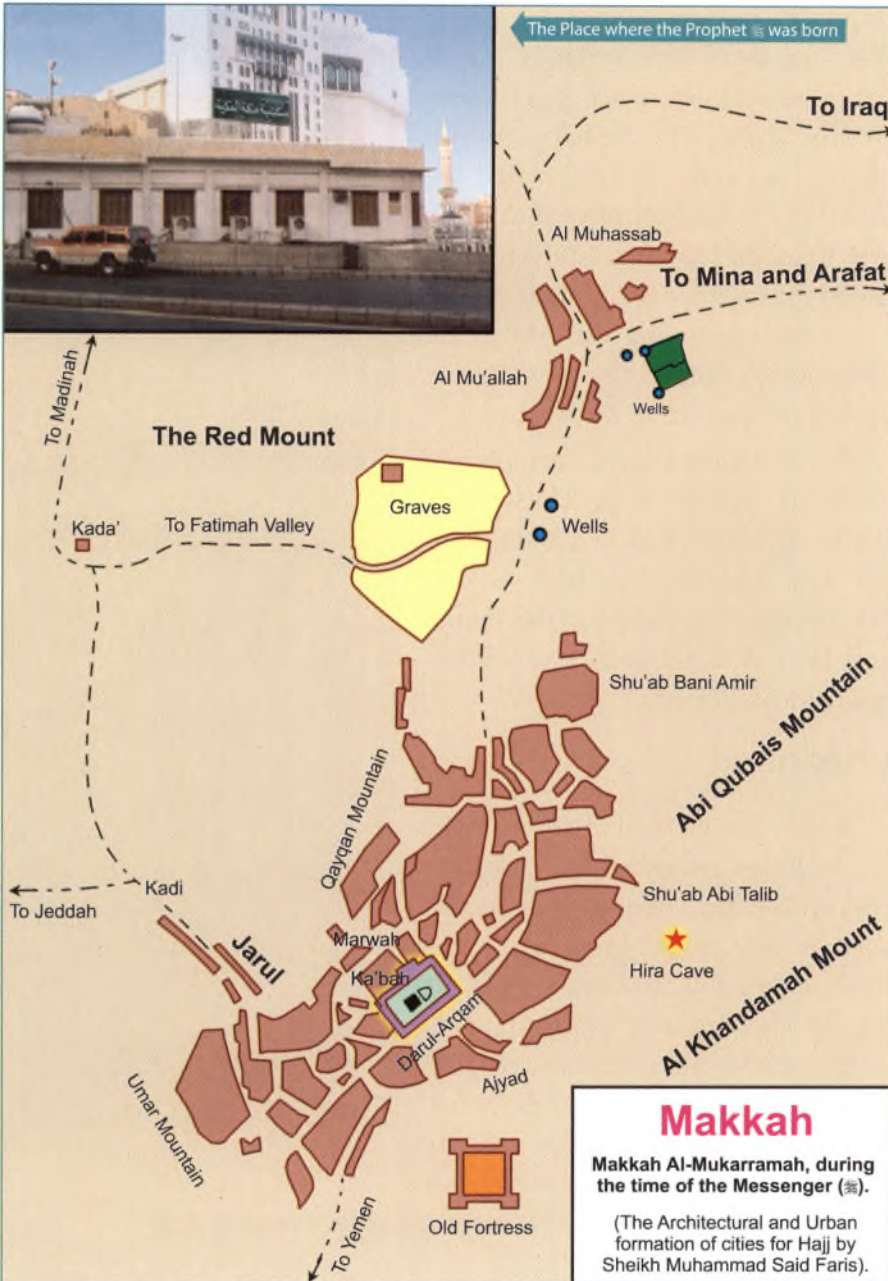 The Place where the Prophet ﷺ was born
مكتبة مكة المكرمة
To Iraq
Al Muhassab
To Mina and Arafat
Al Mu'allah
Wells
To Madinah
The Red Mount
Graves
Kada'
To Fatimah Valley
Wells
Shu'ab Bani Amir
Abi Qubais Mountain
Qayqan Mountain
Kadi
To Jeddah
Shu'ab Abi Talib
Jarul
Marwah
Hira Cave
Ka'bah
Darul-Arqam
Al Khandamah Mount
Ajyad
Umar Mountain
Old Fortress
To Yemen
Makkah
Makkah Al-Mukarramah, during
the time of the Messenger (ﷺ).
(The Architectural and Urban
formation of cities for Hajj by
Sheikh Muhammad Said Faris).